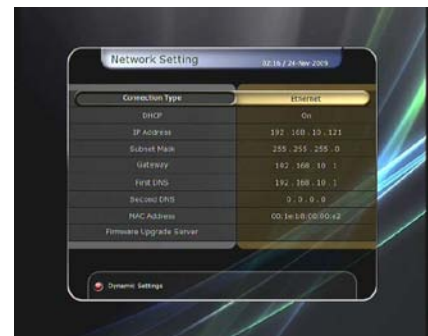 Network Setting
02:16 / 24-Nov-2009
Connection Type Ethernet
DHCP On
IP Address 192 . 168 . 10 . 121
Subnet Mask 255 . 255 . 255 . 0
Gateway 192 . 168 . 10 . 1
First DNS 192 . 168 . 10 . 1
Second DNS 0 . 0 . 0 . 0
MAC Address
Firmware Upgrade Server
Dynamic Settings